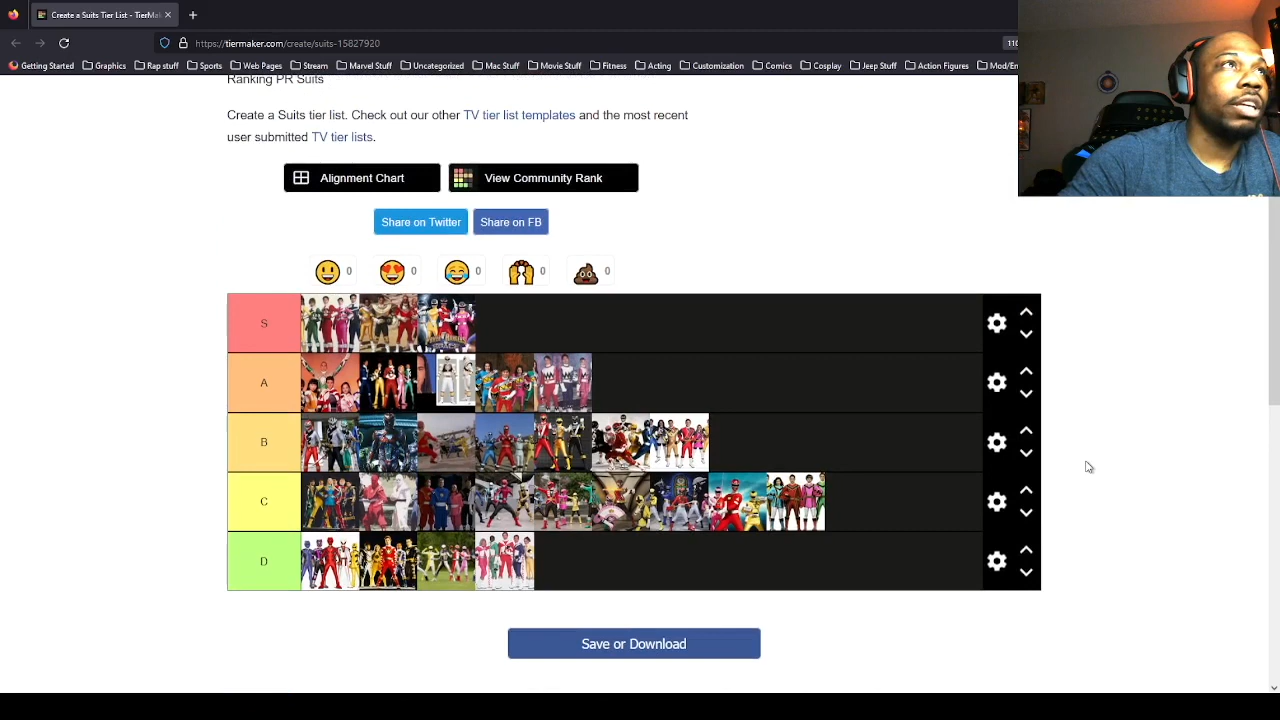 Create a Suits Tier List - TierMa
https://tiermaker.com/create/suits-15827920
110
Getting Started Graphics Rap stuff Sports Web Pages Stream Marvel Stuff Uncategorized Mac Stuff Movie Stuff Fitness Acting Customization Comics Cosplay Jeep Stuff Action Figures Mod/En
Ranking PR Suits
Create a Suits tier list. Check out our other TV tier list templates and the most recent
user submitted TV tier lists.
Alignment Chart
View Community Rank
Share on Twitter
Share on FB
0 0 0 0 0
S
A
B
C
D
Save or Download